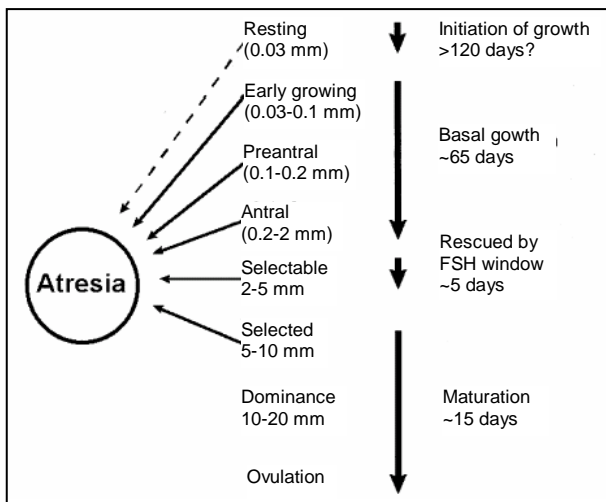 Resting
(0.03 mm)
Initiation of growth
>120 days?
Early growing
(0.03-0.1 mm)
Basal gowth
~65 days
Preantral
(0.1-0.2 mm)
Antral
(0.2-2 mm)
Rescued by
FSH window
~5 days
Atresia
Selectable
2-5 mm
Selected
5-10 mm
Dominance
10-20 mm
Maturation
~15 days
Ovulation